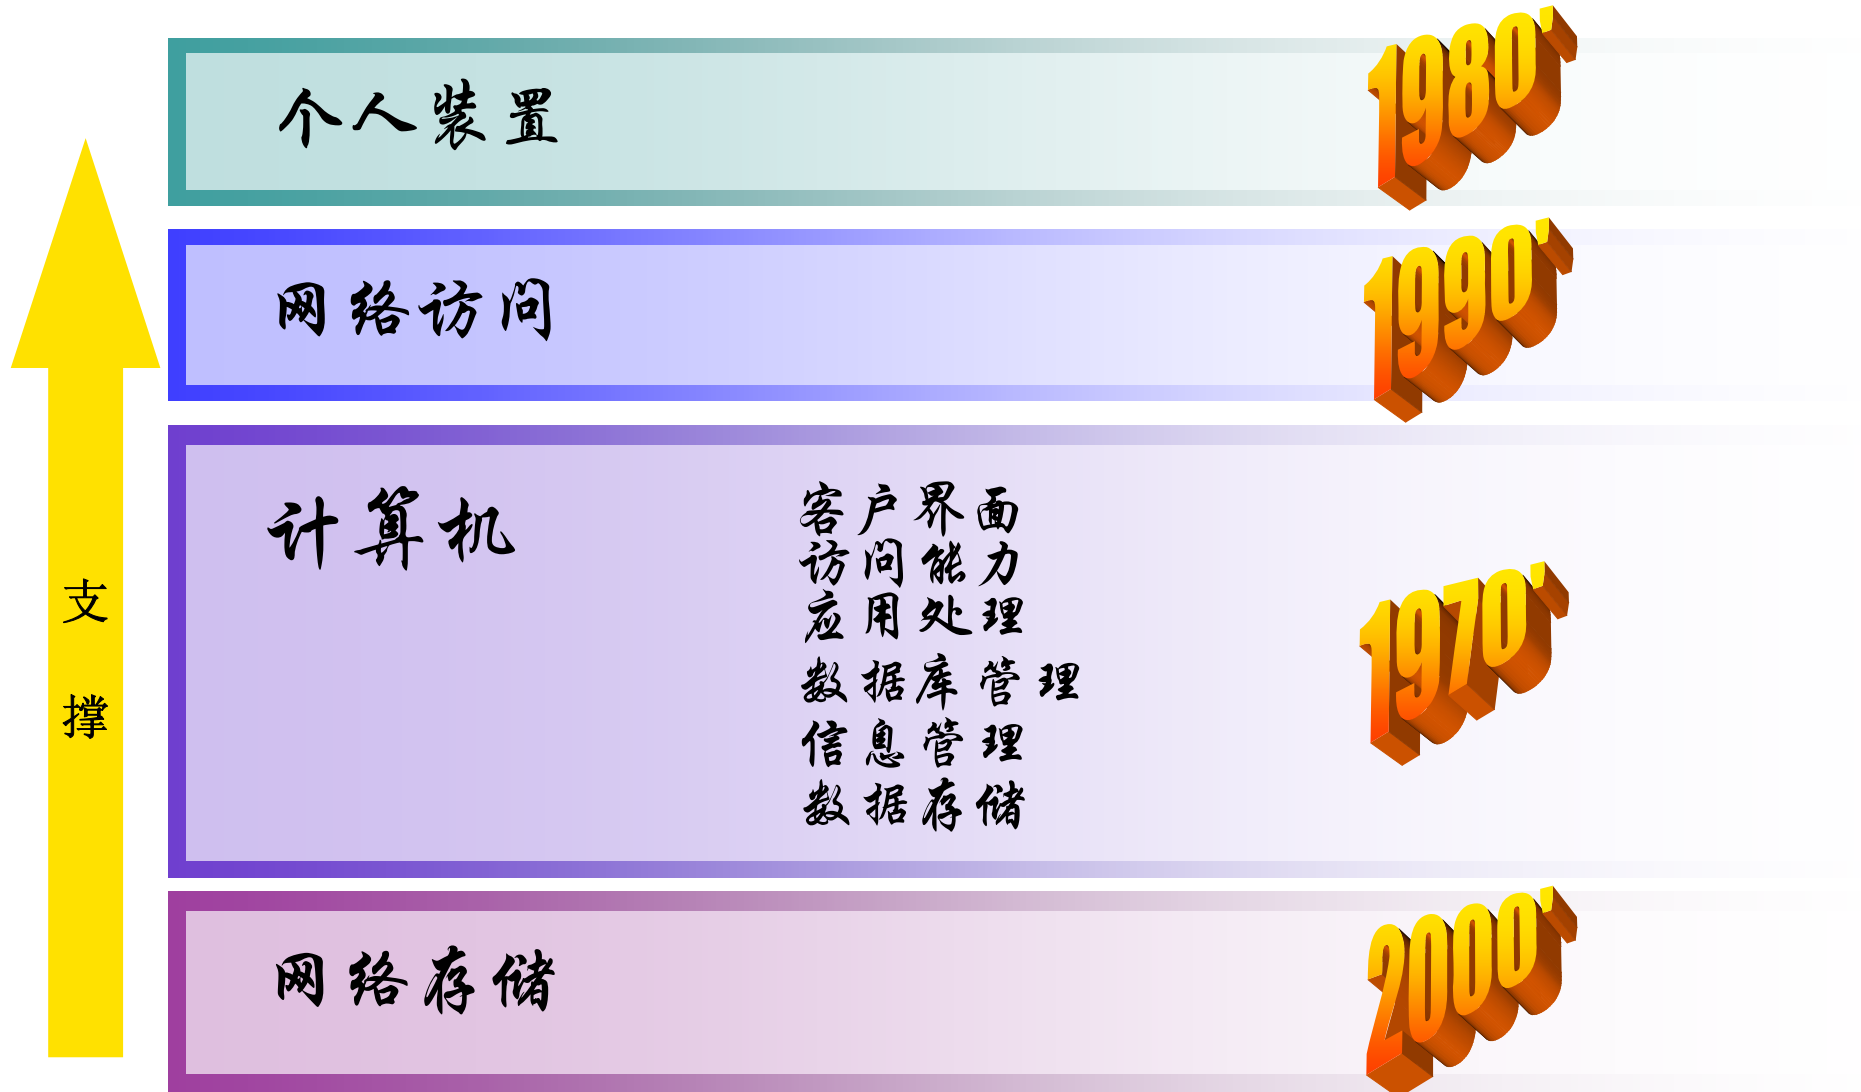 个人装置
1980'
网络访问
1990'
计算机
客户界面
访问能力
应用处理
数据库管理
信息管理
数据存储
1970'
网络存储
2000'
支
撑